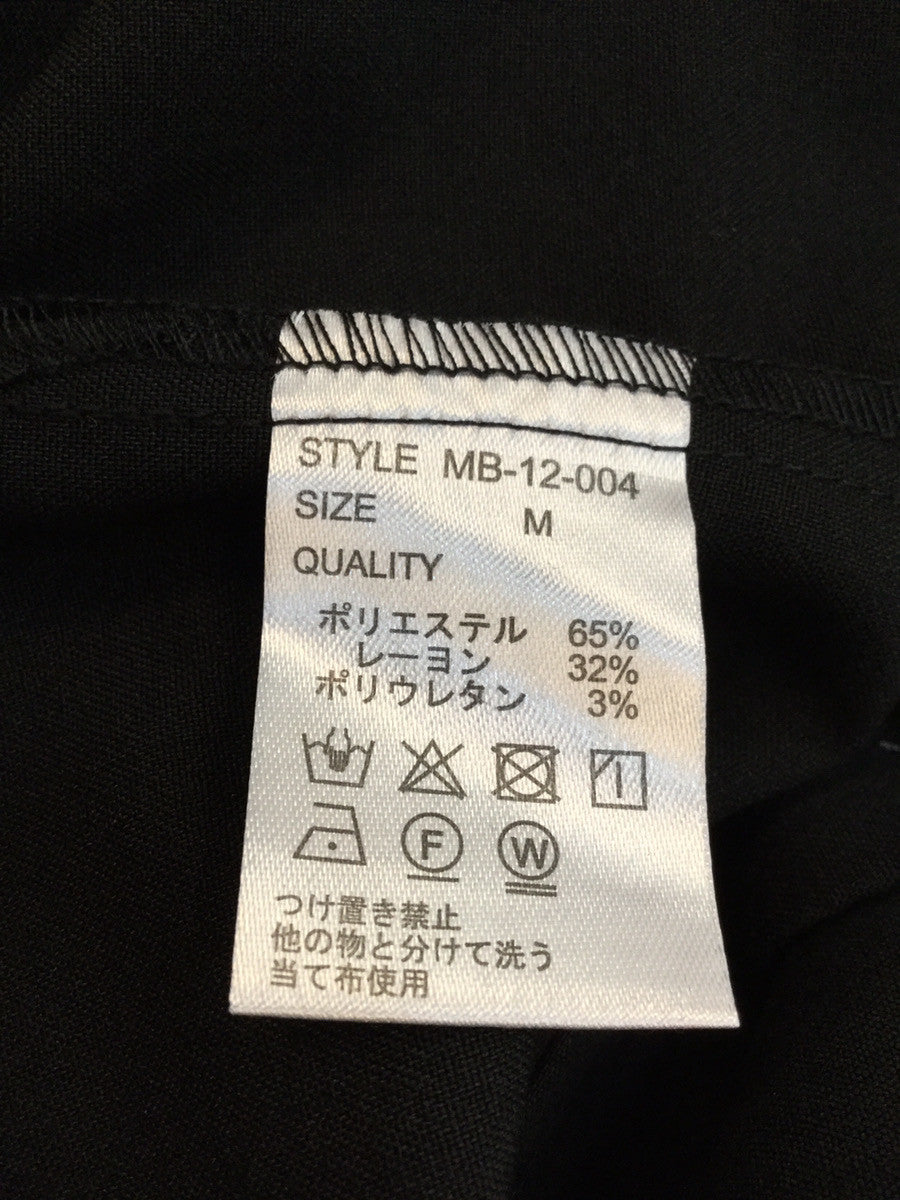 STYLE MB-12-004
SIZE M
QUALITY
ポリエステル 65%
レーヨン 32%
ポリウレタン 3%
F W
つけ置き禁止
他の物と分けて洗う
当て布使用